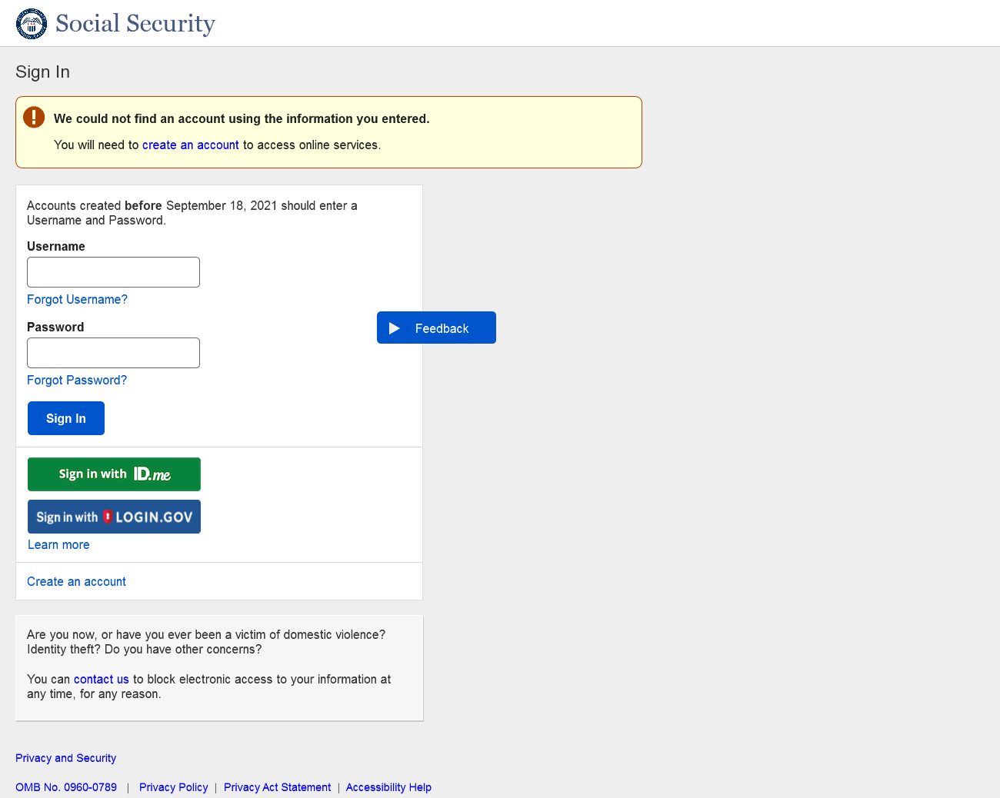 Social Security
Sign In
We could not find an account using the information you entered.
You will need to create an account to access online services.
Accounts created before September 18, 2021 should enter a
Username and Password.
Username
Forgot Username?
Password
Feedback
Forgot Password?
Sign In
Sign in with ID.me
Sign in with LOGIN.GOV
Learn more
Create an account
Are you now, or have you ever been a victim of domestic violence?
Identity theft? Do you have other concerns?
You can contact us to block electronic access to your information at
any time, for any reason.
Privacy and Security
OMB No. 0960-0789 | Privacy Policy | Privacy Act Statement | Accessibility Help